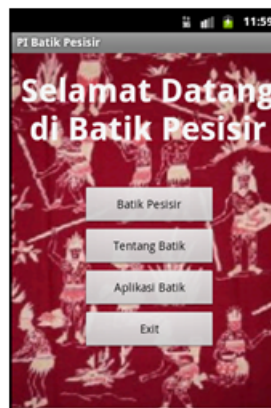 11:59
PI Batik Pesisir
Selamat Datang
di Batik Pesisir
Batik Pesisir
Tentang Batik
Aplikasi Batik
Exit